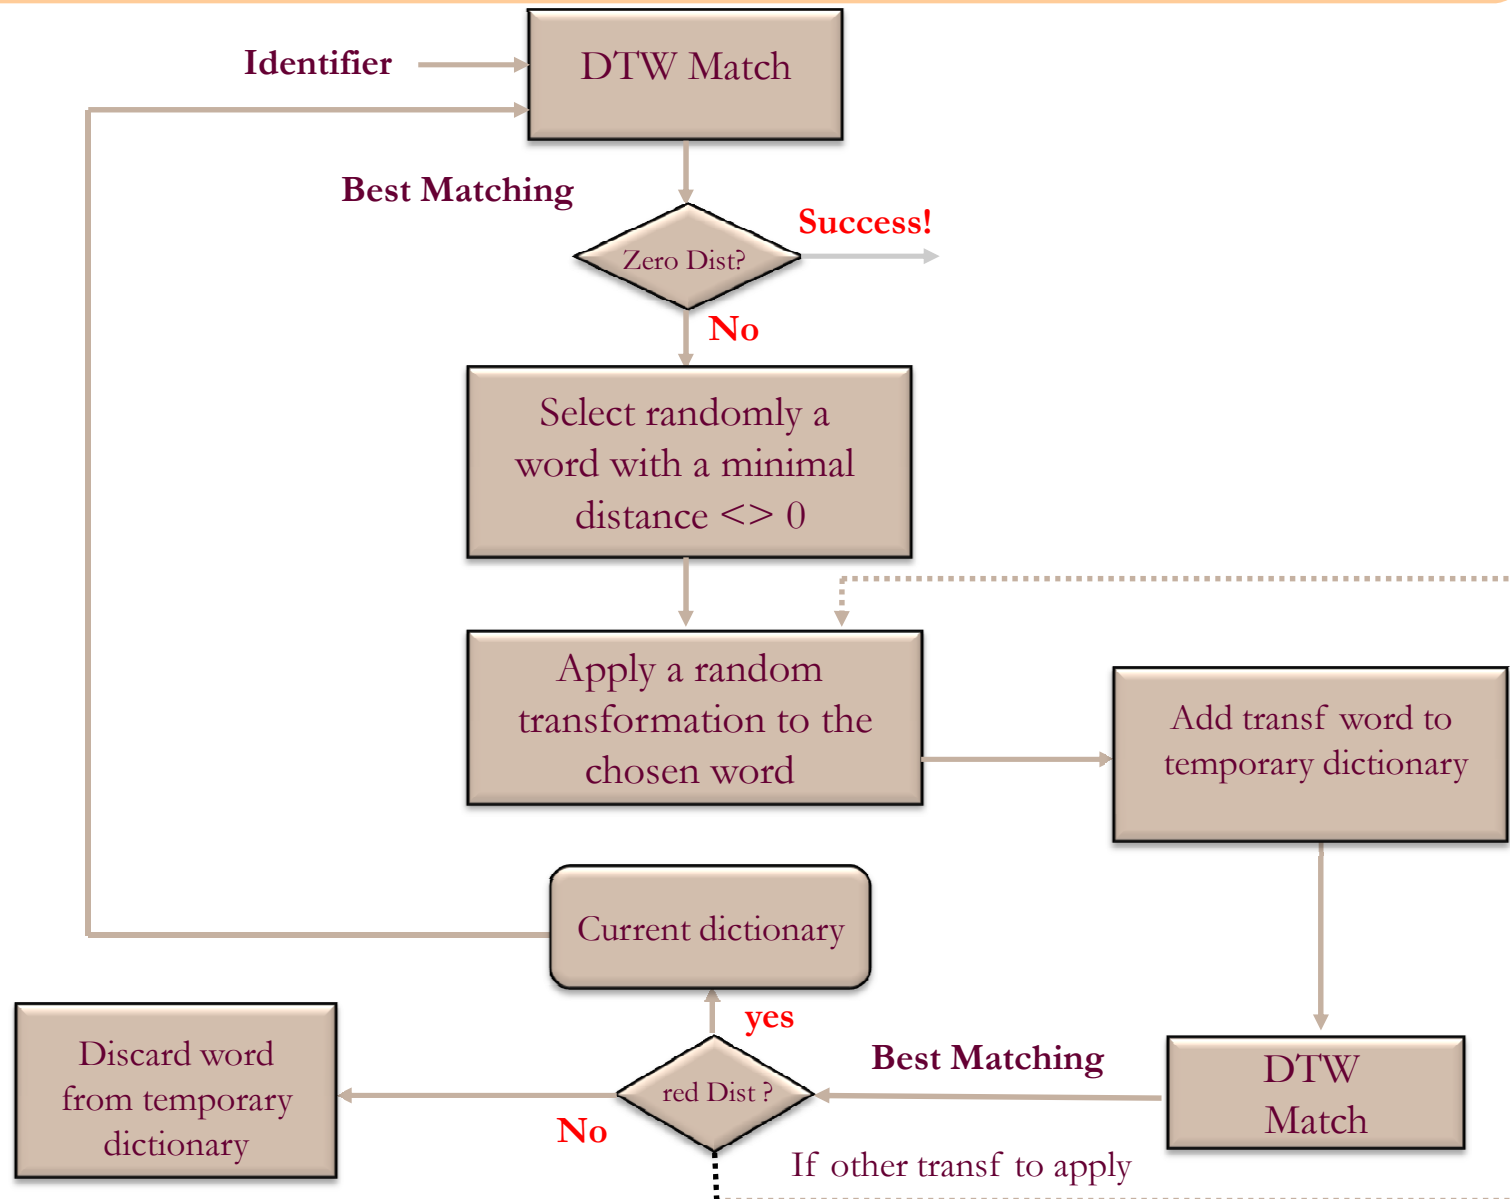 Identifier
DTW Match
Best Matching
Success!
Zero Dist?
No
Select randomly a
word with a minimal
distance <> 0
Apply a random
transformation to the
chosen word
Add transf word to
temporary dictionary
Current dictionary
yes
Discard word
from temporary
dictionary
red Dist ?
No
Best Matching
DTW
Match
If other transf to apply